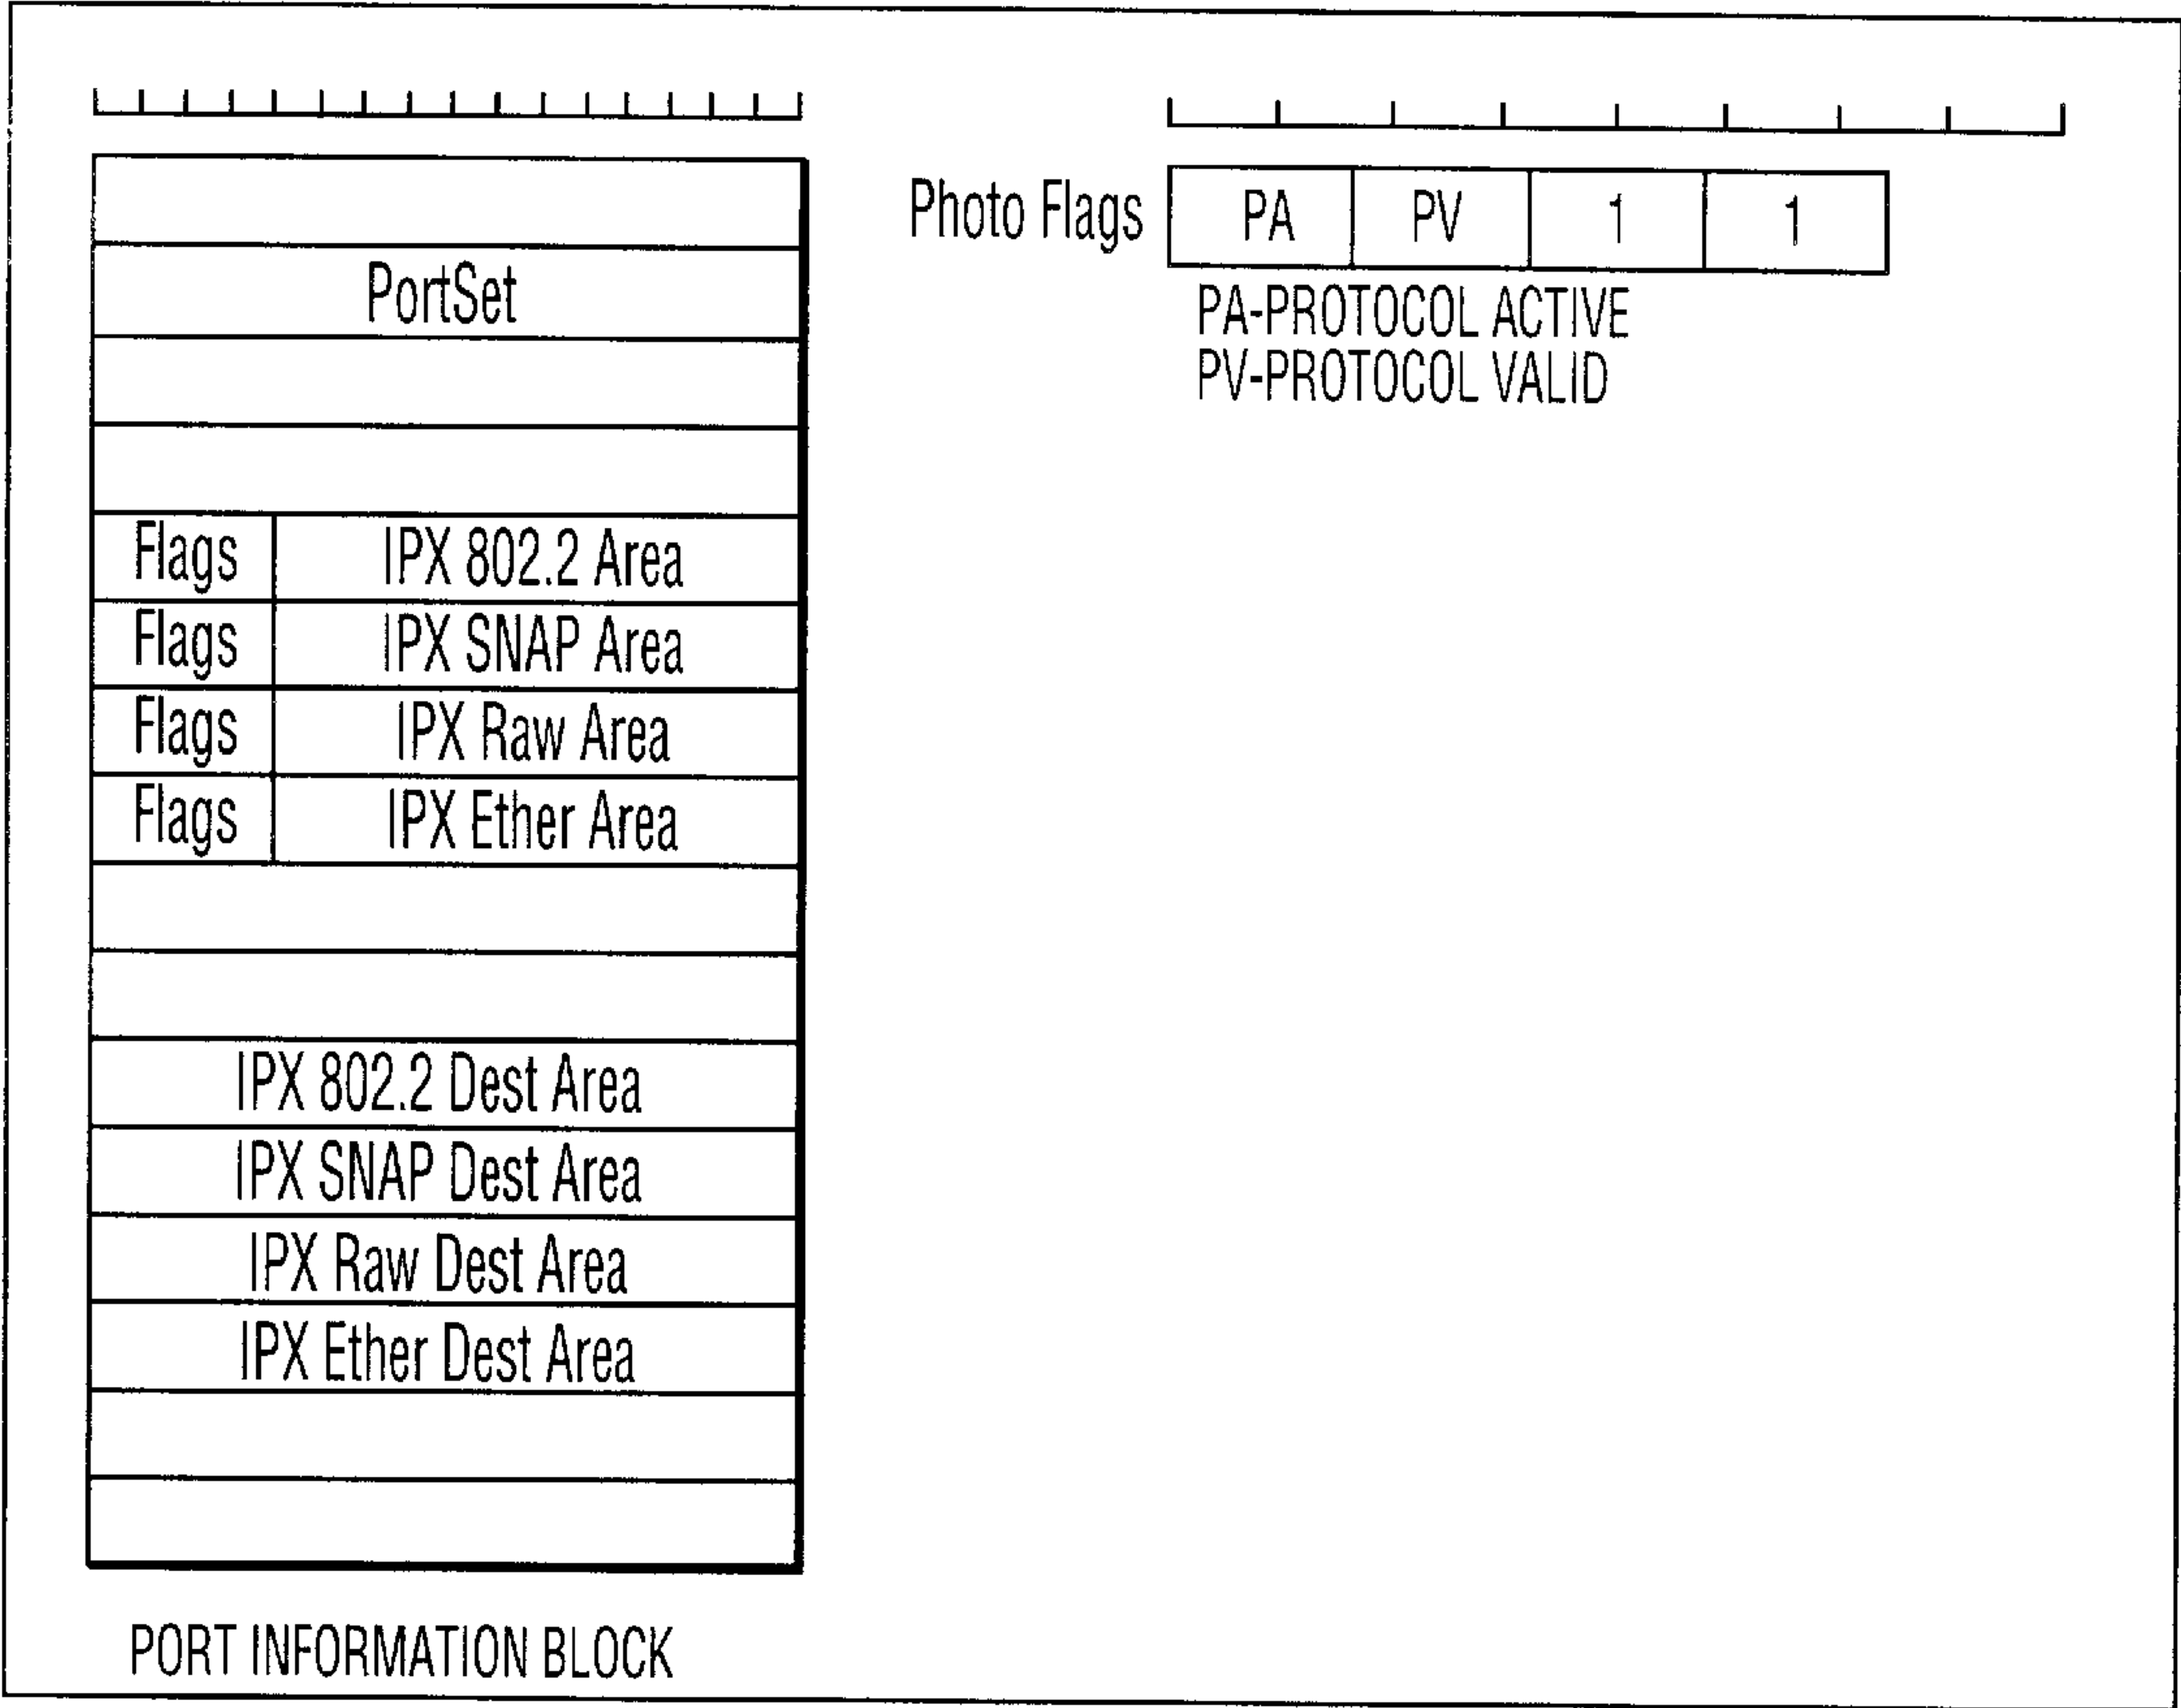 Photo Flags PA PV 1 1
PA-PROTOCOL ACTIVE
PV-PROTOCOL VALID
PortSet
Flags IPX 802.2 Area
Flags IPX SNAP Area
Flags IPX Raw Area
Flags IPX Ether Area
IPX 802.2 Dest Area
IPX SNAP Dest Area
IPX Raw Dest Area
IPX Ether Dest Area
PORT INFORMATION BLOCK